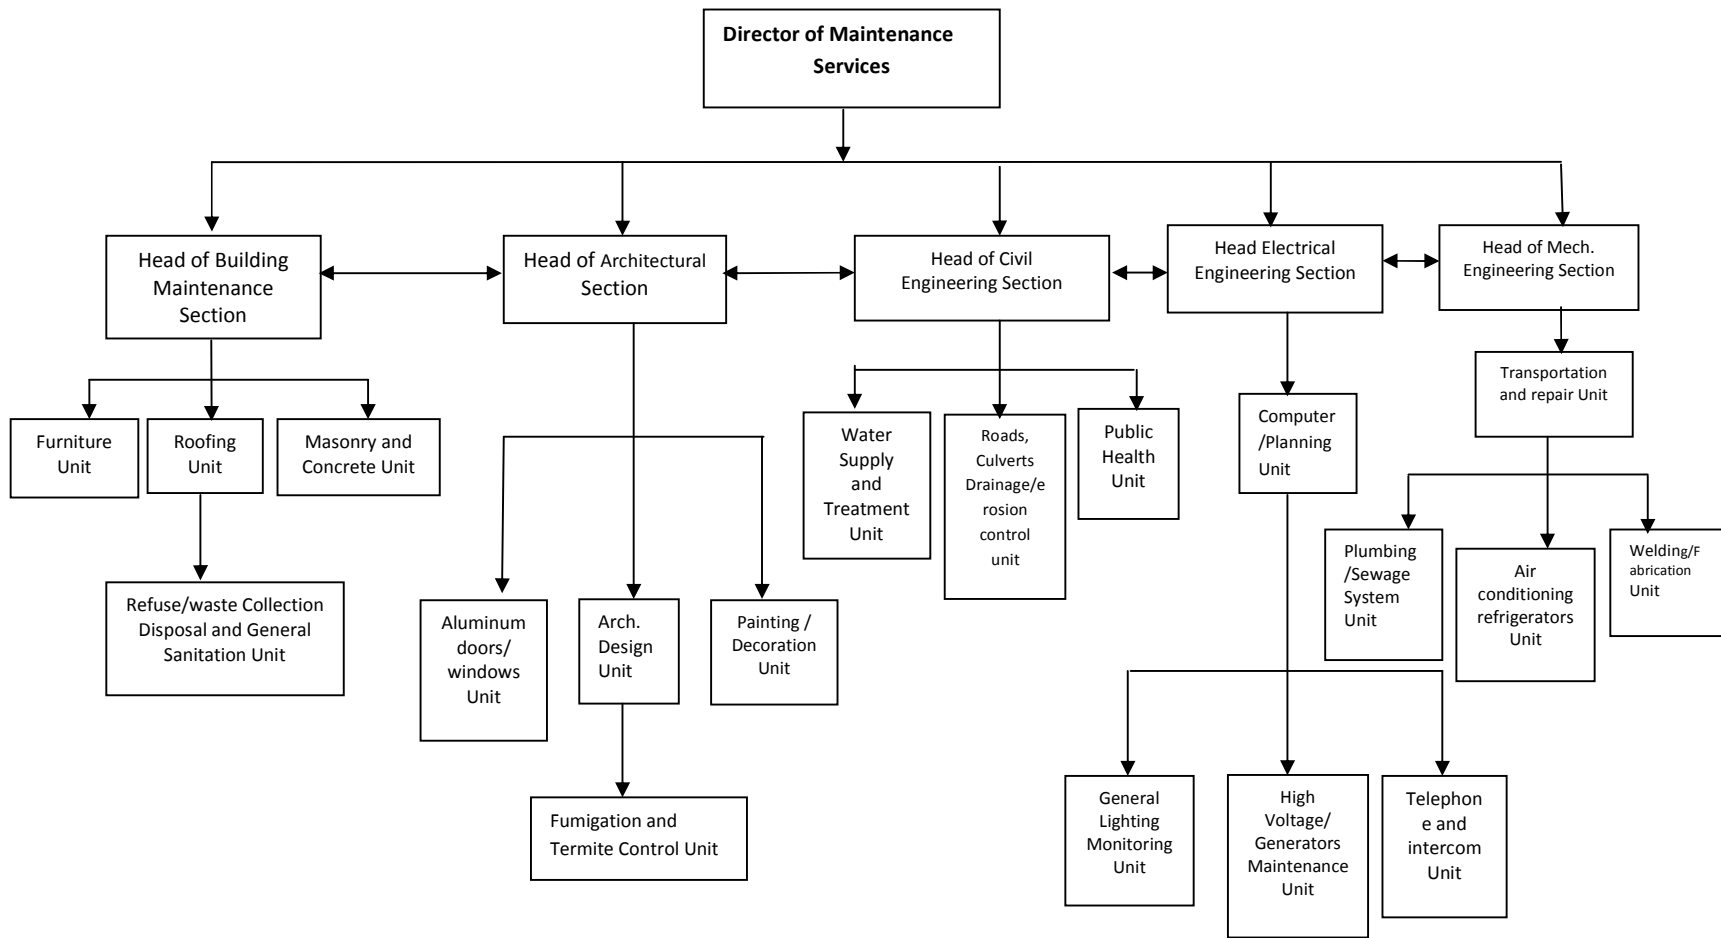 Director of Maintenance
Services
Head of Building
Maintenance
Section
Head of Architectural
Section
Head of Civil
Engineering Section
Head Electrical
Engineering Section
Head of Mech.
Engineering Section
Furniture
Unit
Roofing
Unit
Masonry and
Concrete Unit
Water
Supply
and
Treatment
Unit
Roads,
Culverts
Drainage/e
rosion
control
unit
Public
Health
Unit
Computer
/Planning
Unit
Transportation
and repair Unit
Refuse/waste Collection
Disposal and General
Sanitation Unit
Aluminum
doors/
windows
Unit
Arch.
Design
Unit
Painting /
Decoration
Unit
Plumbing
/Sewage
System
Unit
Air
conditioning
refrigerators
Unit
Welding/F
abrication
Unit
Fumigation and
Termite Control Unit
General
Lighting
Monitoring
Unit
High
Voltage/
Generators
Maintenance
Unit
Telephon
e and
intercom
Unit